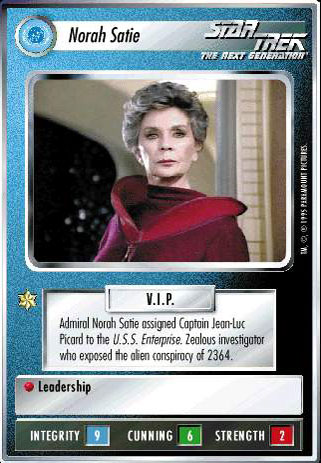 Norah Satie
STAR TREK
THE NEXT GENERATION®
TM, ©, ® 1995 PARAMOUNT PICTURES.
V.I.P.
Admiral Norah Satie assigned Captain Jean-Luc
Picard to the U.S.S. Enterprise. Zealous investigator
who exposed the alien conspiracy of 2364.
Leadership
INTEGRITY 9 CUNNING 6 STRENGTH 2